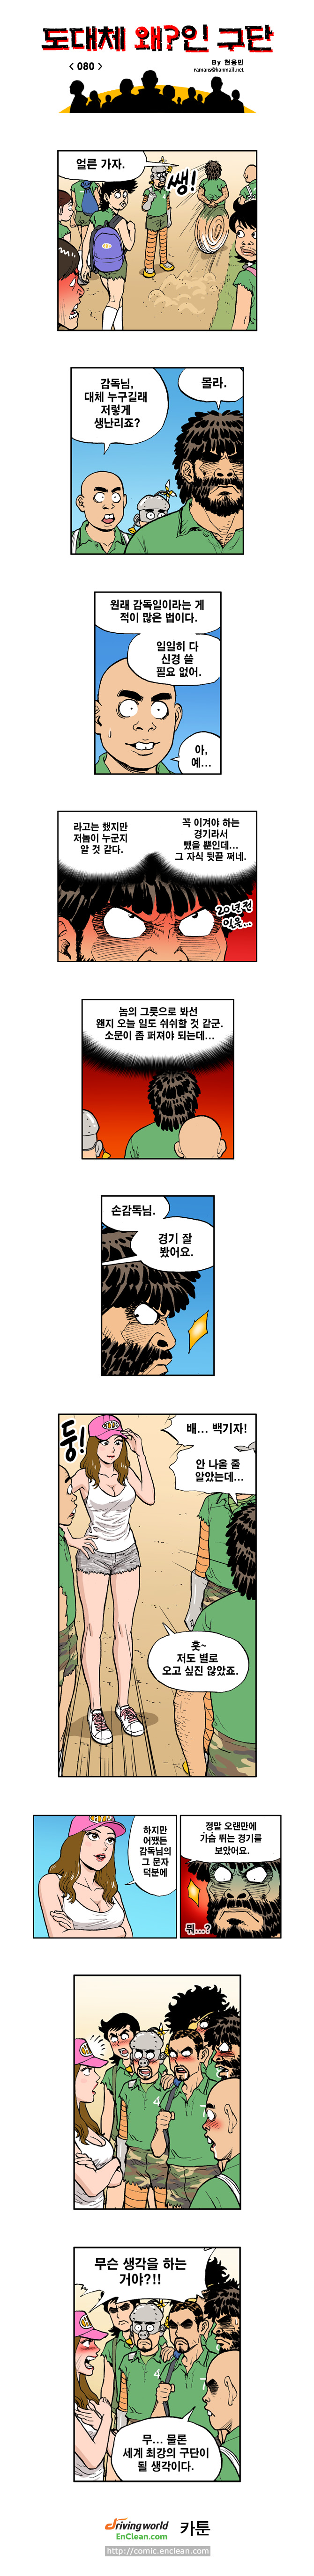 도대체 왜?인 구단
< 080 >
By 현용민
ramans@hanmail.net
얼른 가자.
쌩!
감독님,
대체 누구길래
저렇게
생난리죠?
몰라.
원래 감독일이라는 게
적이 많은 법이다.
일일히 다
신경 쓸
필요 없어.
아,
예...
라고는 했지만
저놈이 누군지
알 것 같다.
꼭 이겨야 하는
경기라서
뺐을 뿐인데...
그 자식 뒷끝 쩌네.
20년전
일을...
놈의 그릇으로 봐선
왠지 오늘 일도 쉬쉬할 것 같군.
소문이 좀 퍼져야 되는데...
손감독님.
경기 잘
봤어요.
둥!
배... 백기자!
안 나올 줄
알았는데...
훗~
저도 별로
오고 싶진 않았죠.
하지만
어쨌든
감독님의
그 문자
덕분에
정말 오랜만에
가슴 뛰는 경기를
보았어요.
뭐...?
4
7
무슨 생각을 하는
거야?!!
4
7
무... 물론
세계 최강의 구단이
될 생각이다.
driving world
EnClean.com
카툰
http://comic.enclean.com